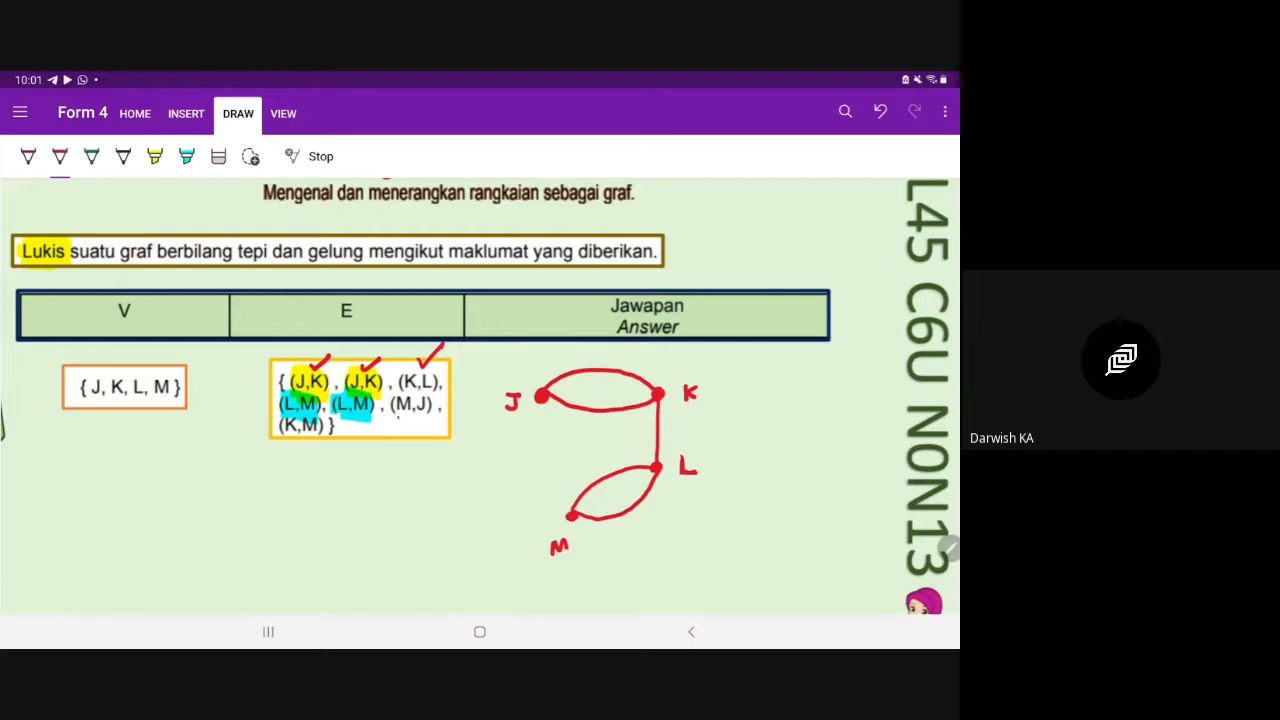 10:01
Form 4 HOME INSERT DRAW VIEW
Stop
Mengenal dan menerangkan rangkaian sebagai graf.
Lukis suatu graf berbilang tepi dan gelung mengikut maklumat yang diberikan.
V E Jawapan
Answer
{ J, K, L, M }
{ (J,K) , (J,K) , (K,L),
(L,M), (L,M) , (M,J) ,
(K,M) }
J
K
L
M
L45 C6U N0N13
Darwish KA